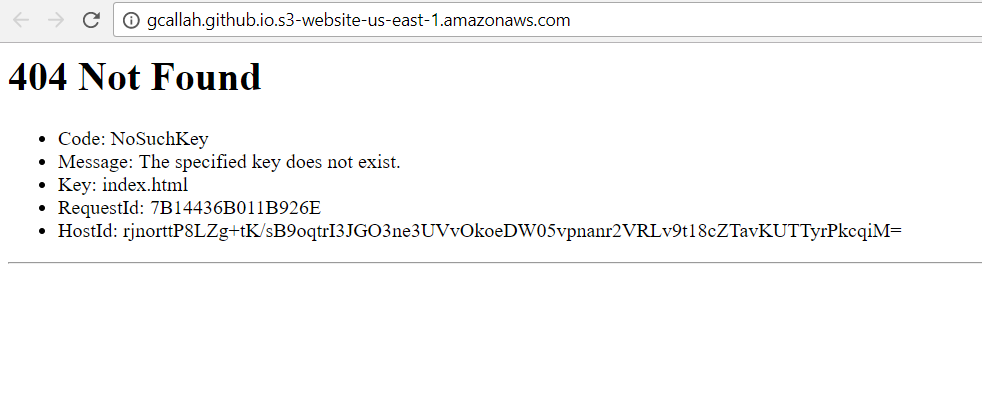 gcallah.github.io.s3-website-us-east-1.amazonaws.com
404 Not Found
Code: NoSuchKey
Message: The specified key does not exist.
Key: index.html
RequestId: 7B14436B011B926E
HostId: rjnorttP8LZg+tK/sB9oqtrI3JGO3ne3UVvOkoeDW05vpnanr2VRLv9t18cZTavKUTTyrPkcqiM=